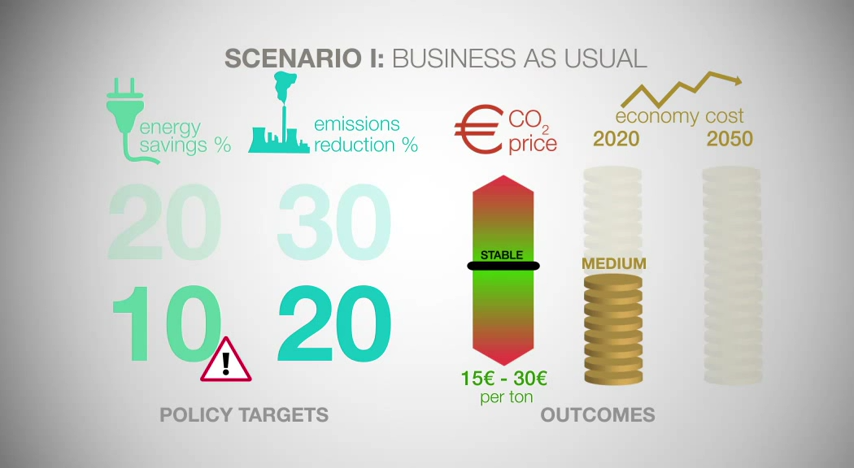 SCENARIO I: BUSINESS AS USUAL
energy
savings %
emissions
reduction %
€ CO2
price
economy cost
2020 2050
20 30
STABLE
MEDIUM
10 20
!
15€ - 30€
per ton
POLICY TARGETS
OUTCOMES